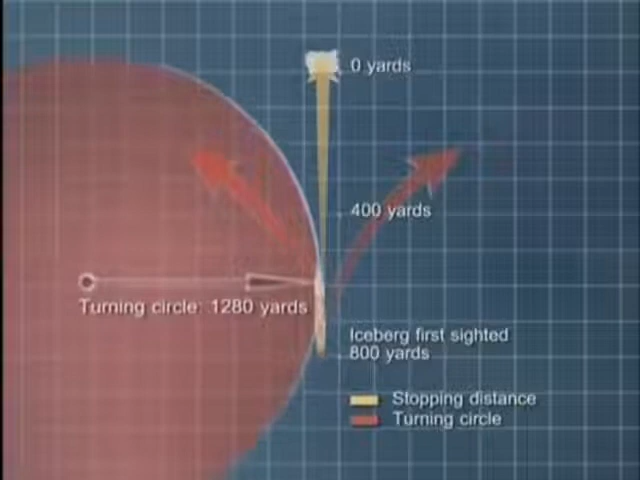 0 yards
400 yards
Turning circle: 1280 yards
Iceberg first sighted
800 yards
Stopping distance
Turning circle